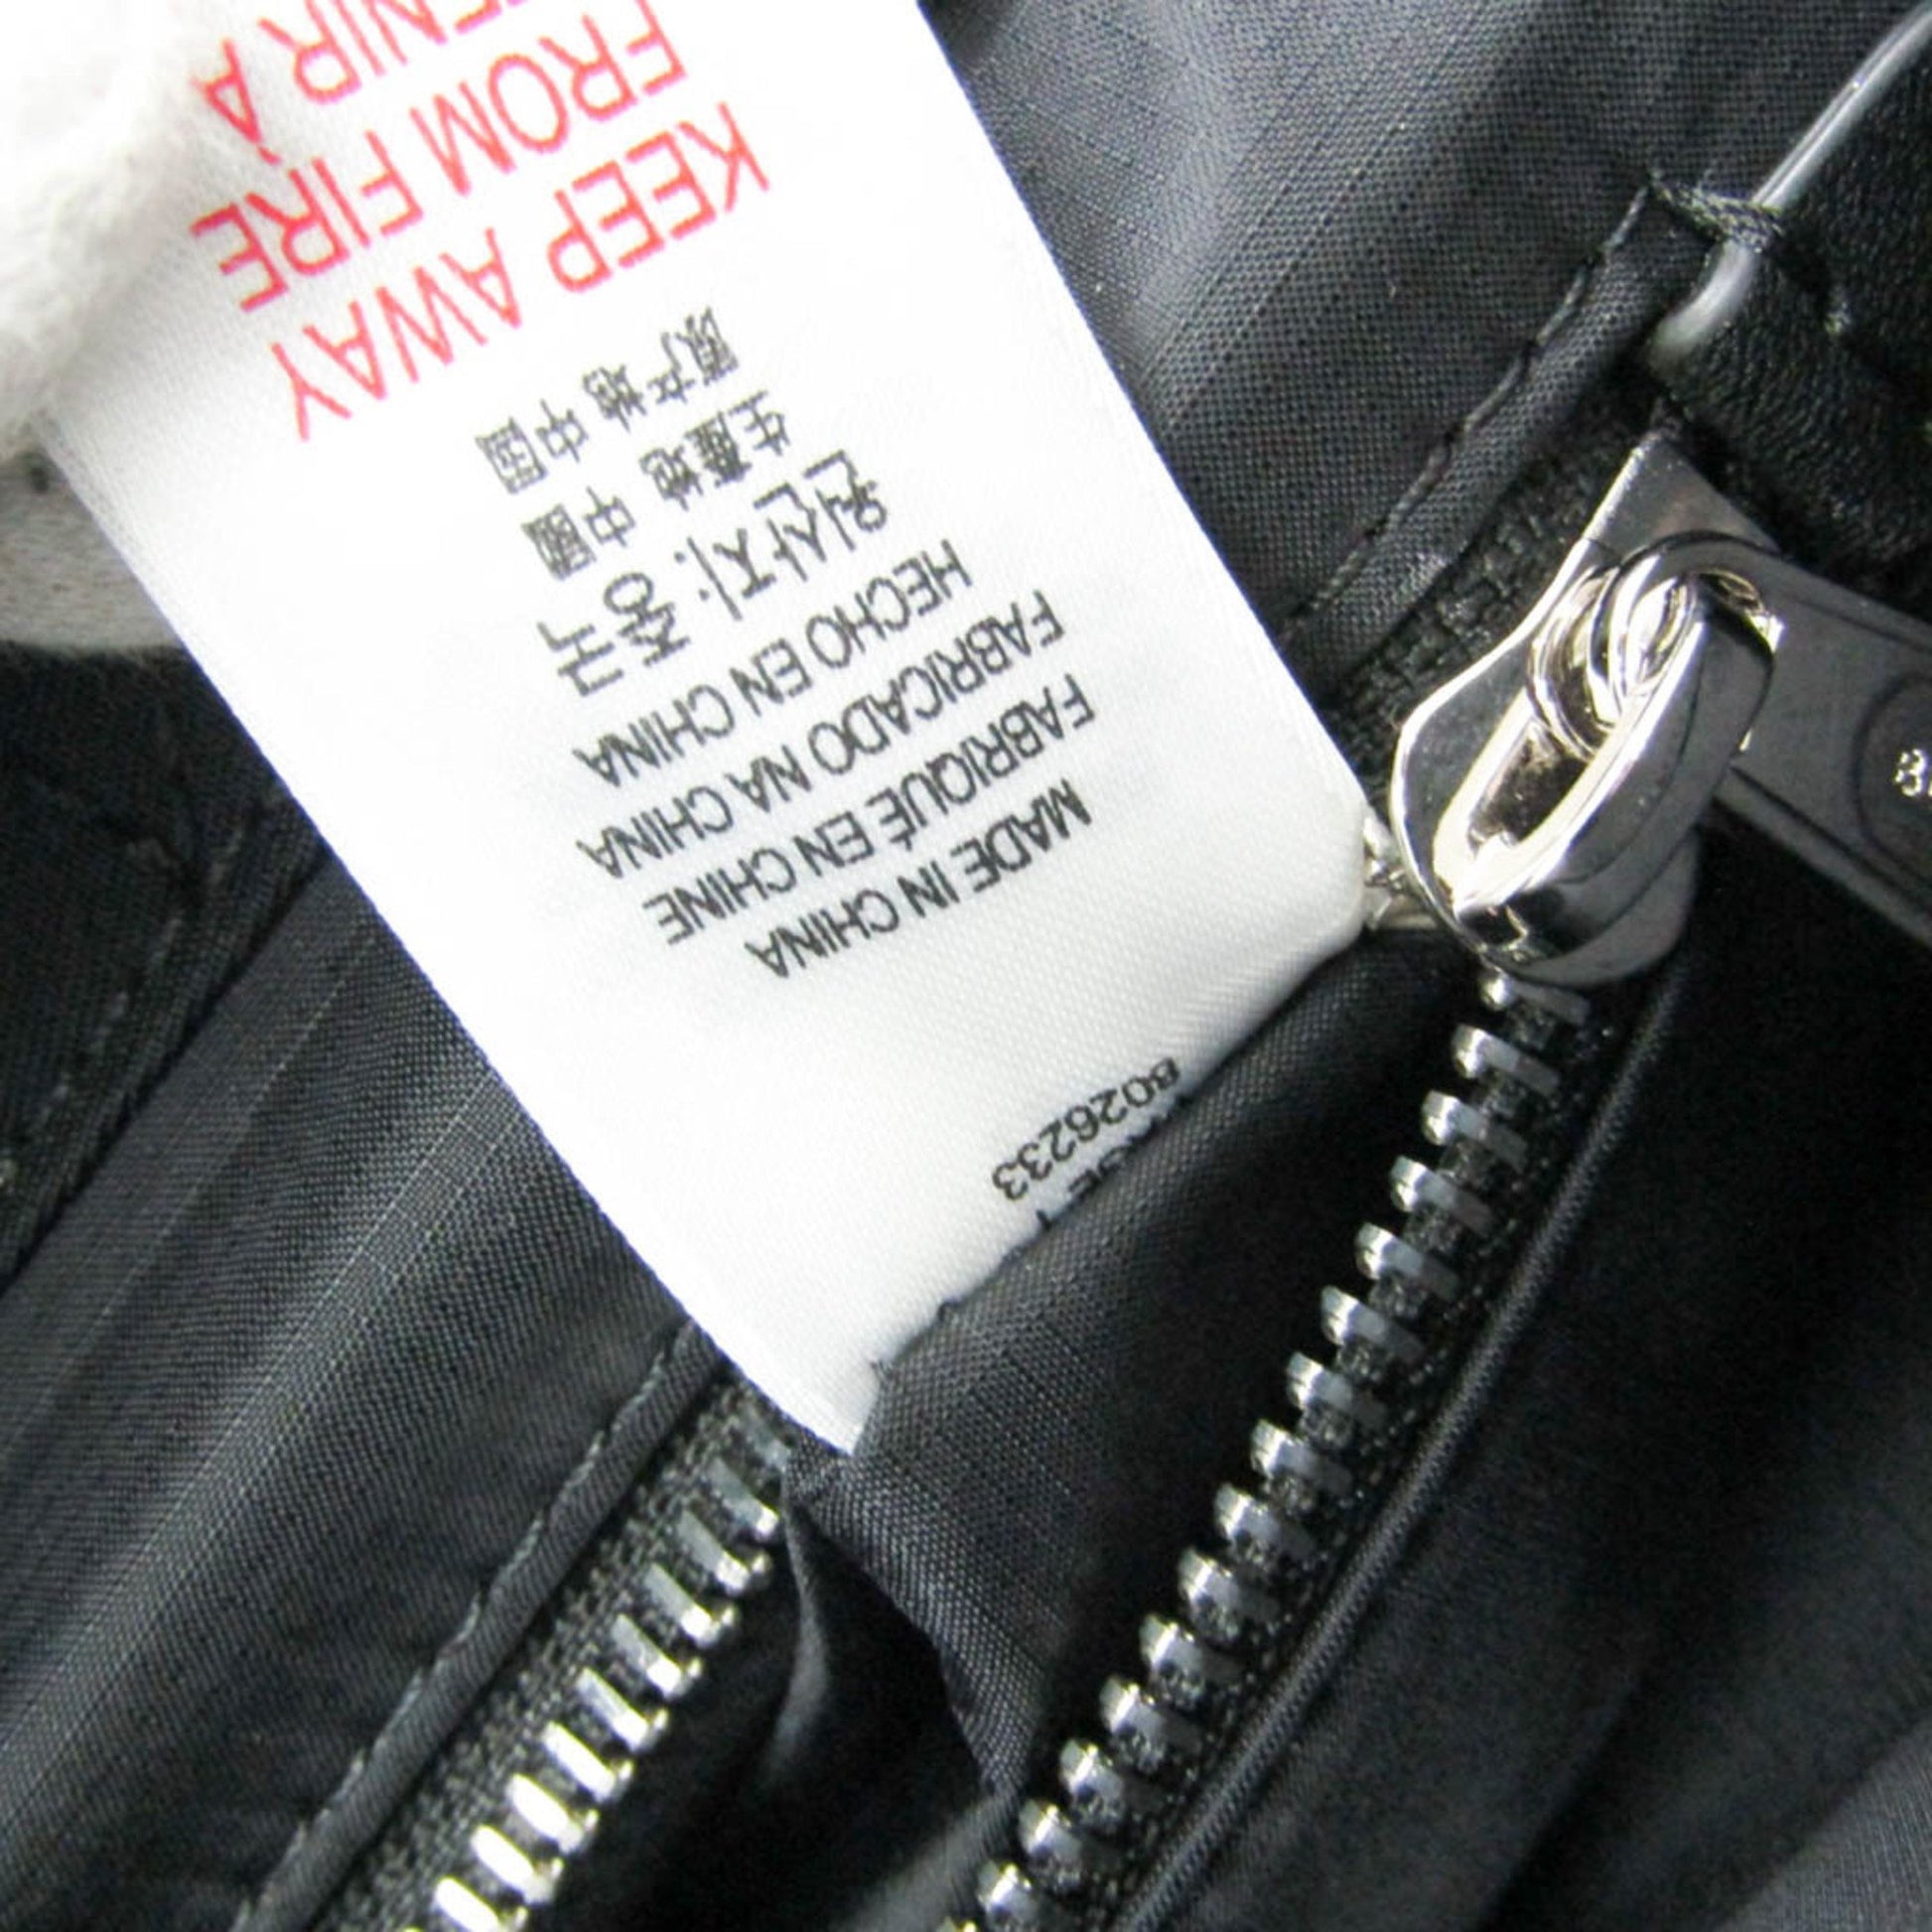 8026233
MADE IN CHINA
FABRIQUÉ EN CHINE
FABRICADO NA CHINA
HECHO EN CHINA
원산지: 중국
生產地 中國
原产地 中国
KEEP AWAY
FROM FIRE
À